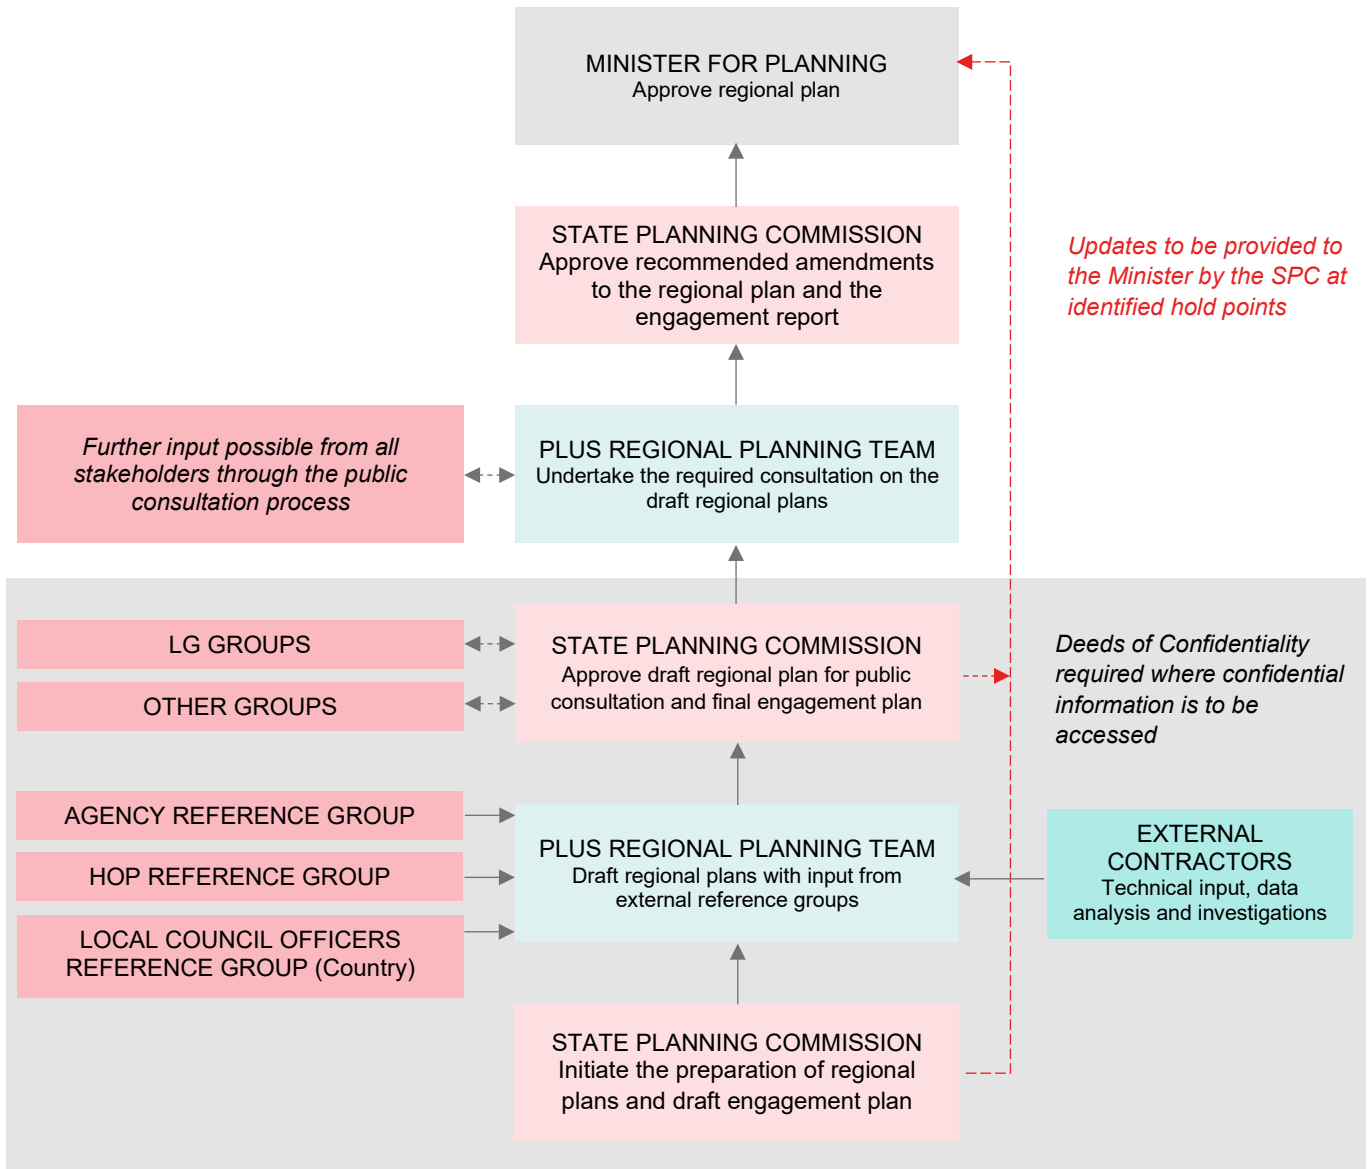 MINISTER FOR PLANNING
Approve regional plan
STATE PLANNING COMMISSION
Approve recommended amendments
to the regional plan and the
engagement report
Updates to be provided to
the Minister by the SPC at
identified hold points
Further input possible from all
stakeholders through the public
consultation process
PLUS REGIONAL PLANNING TEAM
Undertake the required consultation on the
draft regional plans
LG GROUPS
OTHER GROUPS
STATE PLANNING COMMISSION
Approve draft regional plan for public
consultation and final engagement plan
Deeds of Confidentiality
required where confidential
information is to be
accessed
AGENCY REFERENCE GROUP
HOP REFERENCE GROUP
LOCAL COUNCIL OFFICERS
REFERENCE GROUP (Country)
PLUS REGIONAL PLANNING TEAM
Draft regional plans with input from
external reference groups
EXTERNAL
CONTRACTORS
Technical input, data
analysis and investigations
STATE PLANNING COMMISSION
Initiate the preparation of regional
plans and draft engagement plan